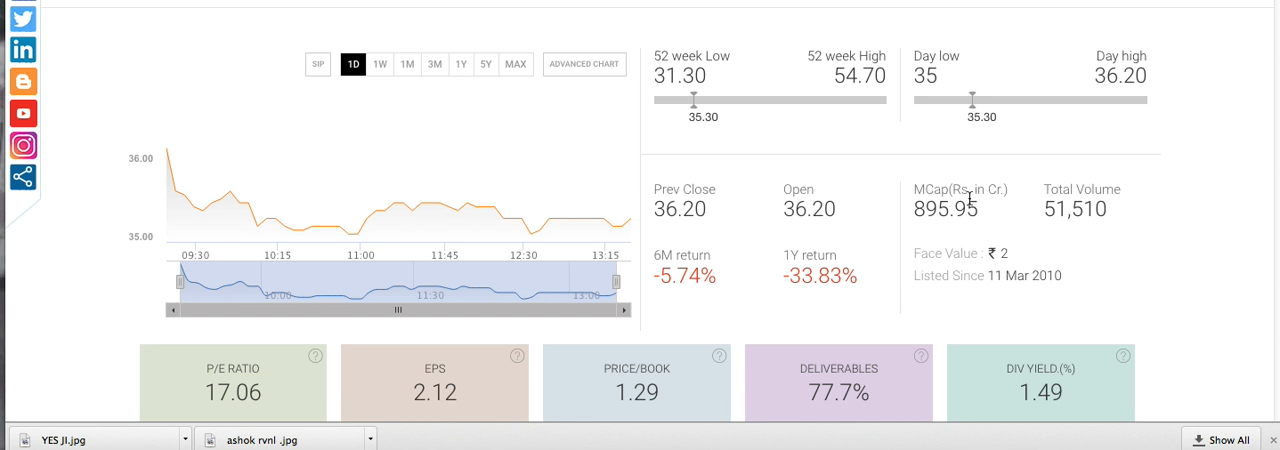 SIP 1D 1W 1M 3M 1Y 5Y MAX ADVANCED CHART
52 week Low 52 week High
31.30 54.70
35.30
Day low Day high
35 36.20
35.30
36.00
35.00
09:30 10:15 11:00 11:45 12:30 13:15
10:00 11:30 13:00
Prev Close Open
36.20 36.20
6M return 1Y return
-5.74% -33.83%
MCap(Rs. in Cr.) Total Volume
895.95 51,510
Face Value : ₹ 2
Listed Since 11 Mar 2010
P/E RATIO ?
17.06
EPS ?
2.12
PRICE/BOOK ?
1.29
DELIVERABLES ?
77.7%
DIV YIELD.(%) ?
1.49
YES JI.jpg
ashok rvnl .jpg
Show All